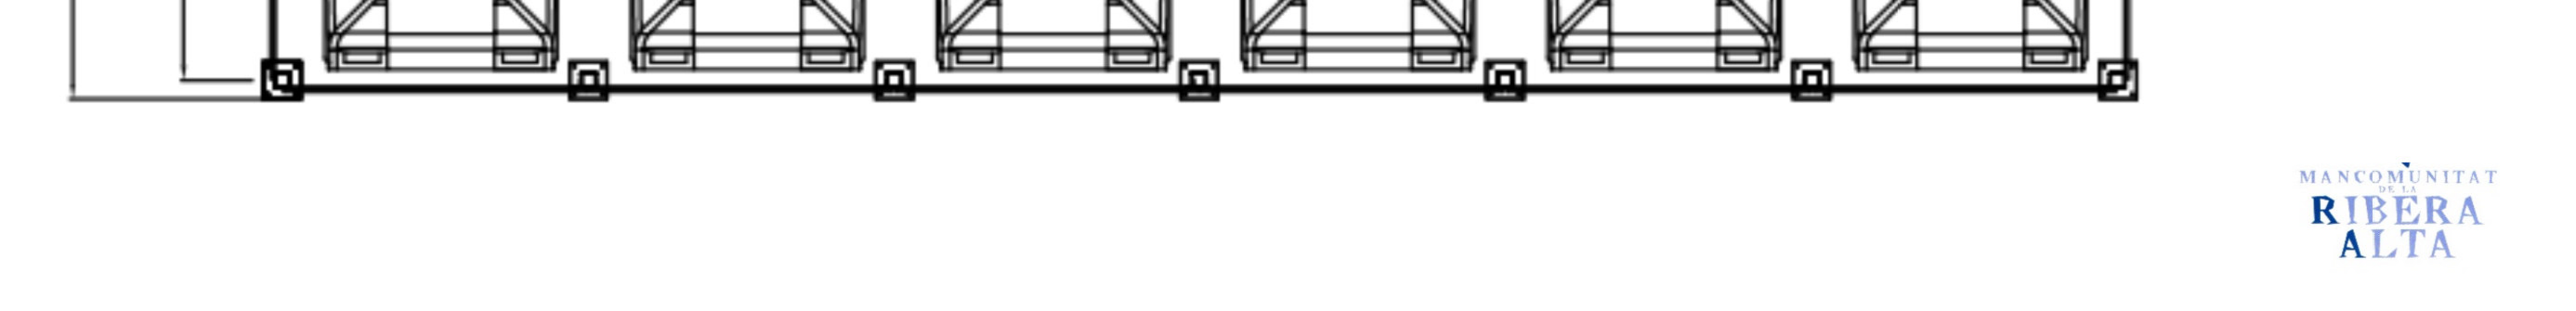 MANCOMUNITAT
DE LA
RIBERA
ALTA